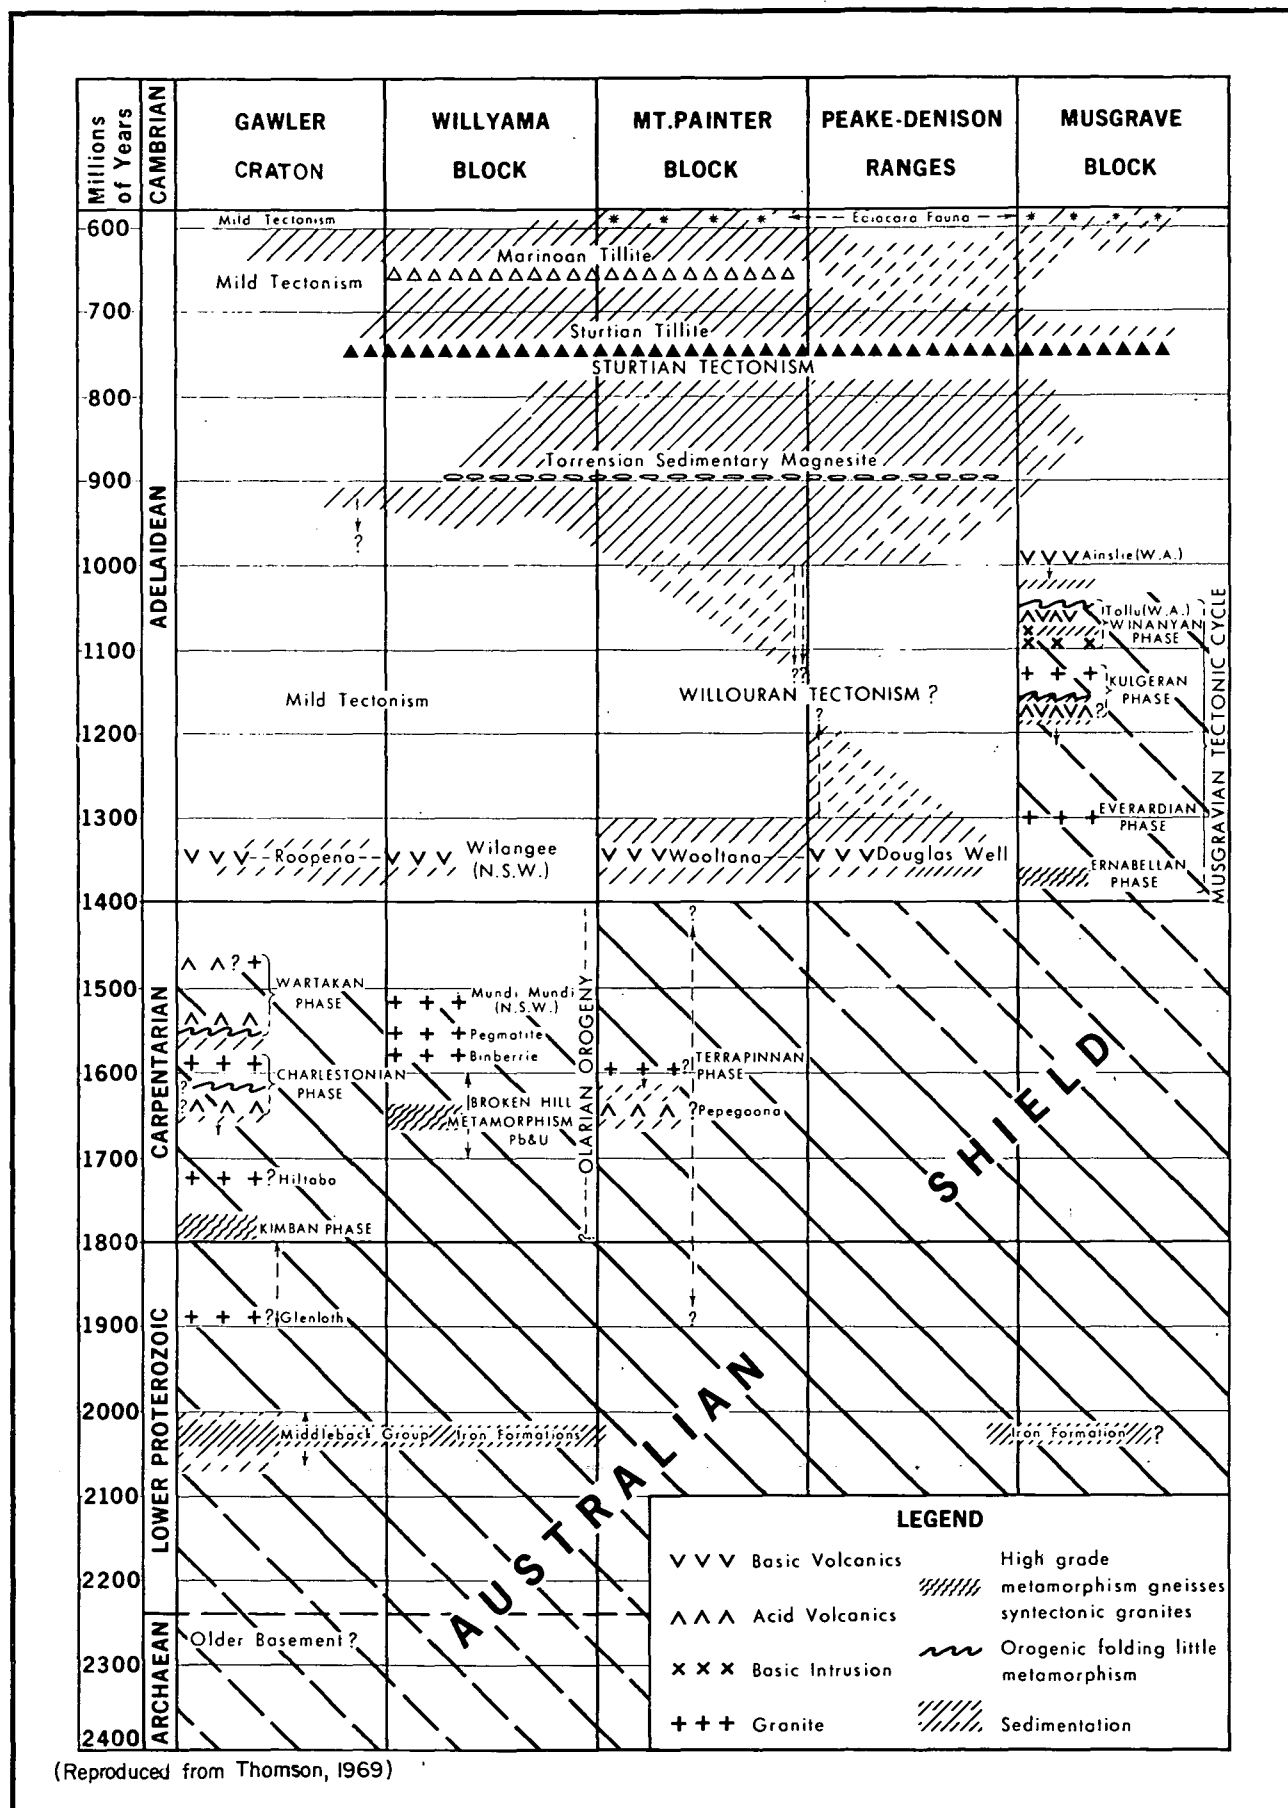 Millions of Years
CAMBRIAN
GAWLER CRATON
WILLYAMA BLOCK
MT.PAINTER BLOCK
PEAKE-DENISON RANGES
MUSGRAVE BLOCK
Mild Tectonism
Ediacara Fauna
600
Marinoan Tillite
Mild Tectonism
700
Sturtian Tillite
STURTIAN TECTONISM
800
Torrensian Sedimentary Magnesite
900
?
ADELAIDEAN
Ainslie(W.A.)
1000
Tollu(W.A.)
WINANYAN PHASE
1100
??
KULGERAN PHASE
?
Mild Tectonism
WILLOURAN TECTONISM ?
?
1200
MUSGRAVIAN TECTONIC CYCLE
EVERARDIAN PHASE
1300
Roopena
Wilangee (N.S.W.)
Wooltana
Douglas Well
ERNABELLAN PHASE
1400
?
?
WARTAKAN PHASE
1500
Mundi Mundi (N.S.W.)
Pegmatite
Binberrie
OLARIAN OROGENY
?
CARPENTARIAN
?
TERRAPINNAN PHASE
1600
CHARLESTONIAN PHASE
?
?
BROKEN HILL METAMORPHISM Pb&U
?Pepegoona
1700
?Hiltaba
KIMBAN PHASE
1800
?Glenloth
?
1900
LOWER PROTEROZOIC
2000
Middleback Group
Iron Formations
Iron Formation
?
2100
2200
ARCHAEAN
Older Basement ?
2300
2400
AUSTRALIAN SHIELD
LEGEND
Basic Volcanics
Acid Volcanics
Basic Intrusion
Granite
High grade
metamorphism gneisses
syntectonic granites
Orogenic folding little
metamorphism
Sedimentation
(Reproduced from Thomson, 1969)